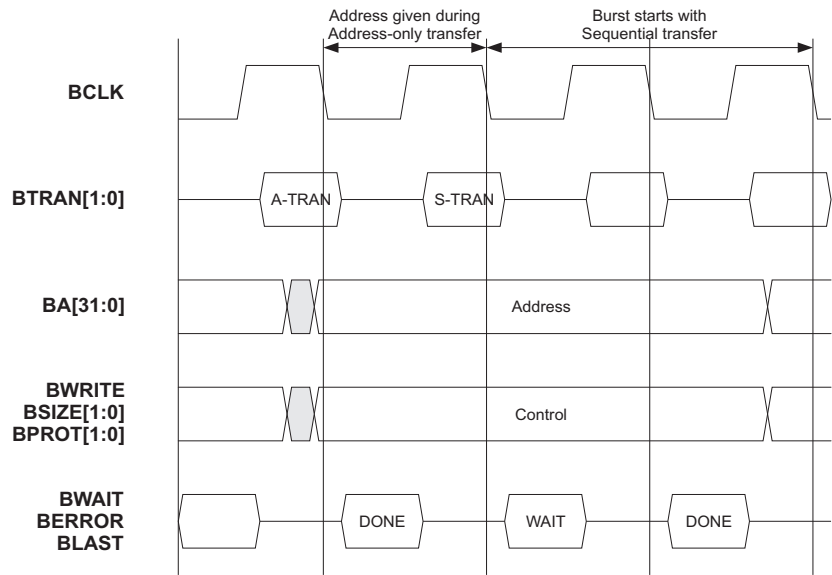 Address given during
Address-only transfer
Burst starts with
Sequential transfer
BCLK
BTRAN[1:0]
A-TRAN
S-TRAN
BA[31:0]
Address
BWRITE
BSIZE[1:0]
BPROT[1:0]
Control
BWAIT
BERROR
BLAST
DONE
WAIT
DONE